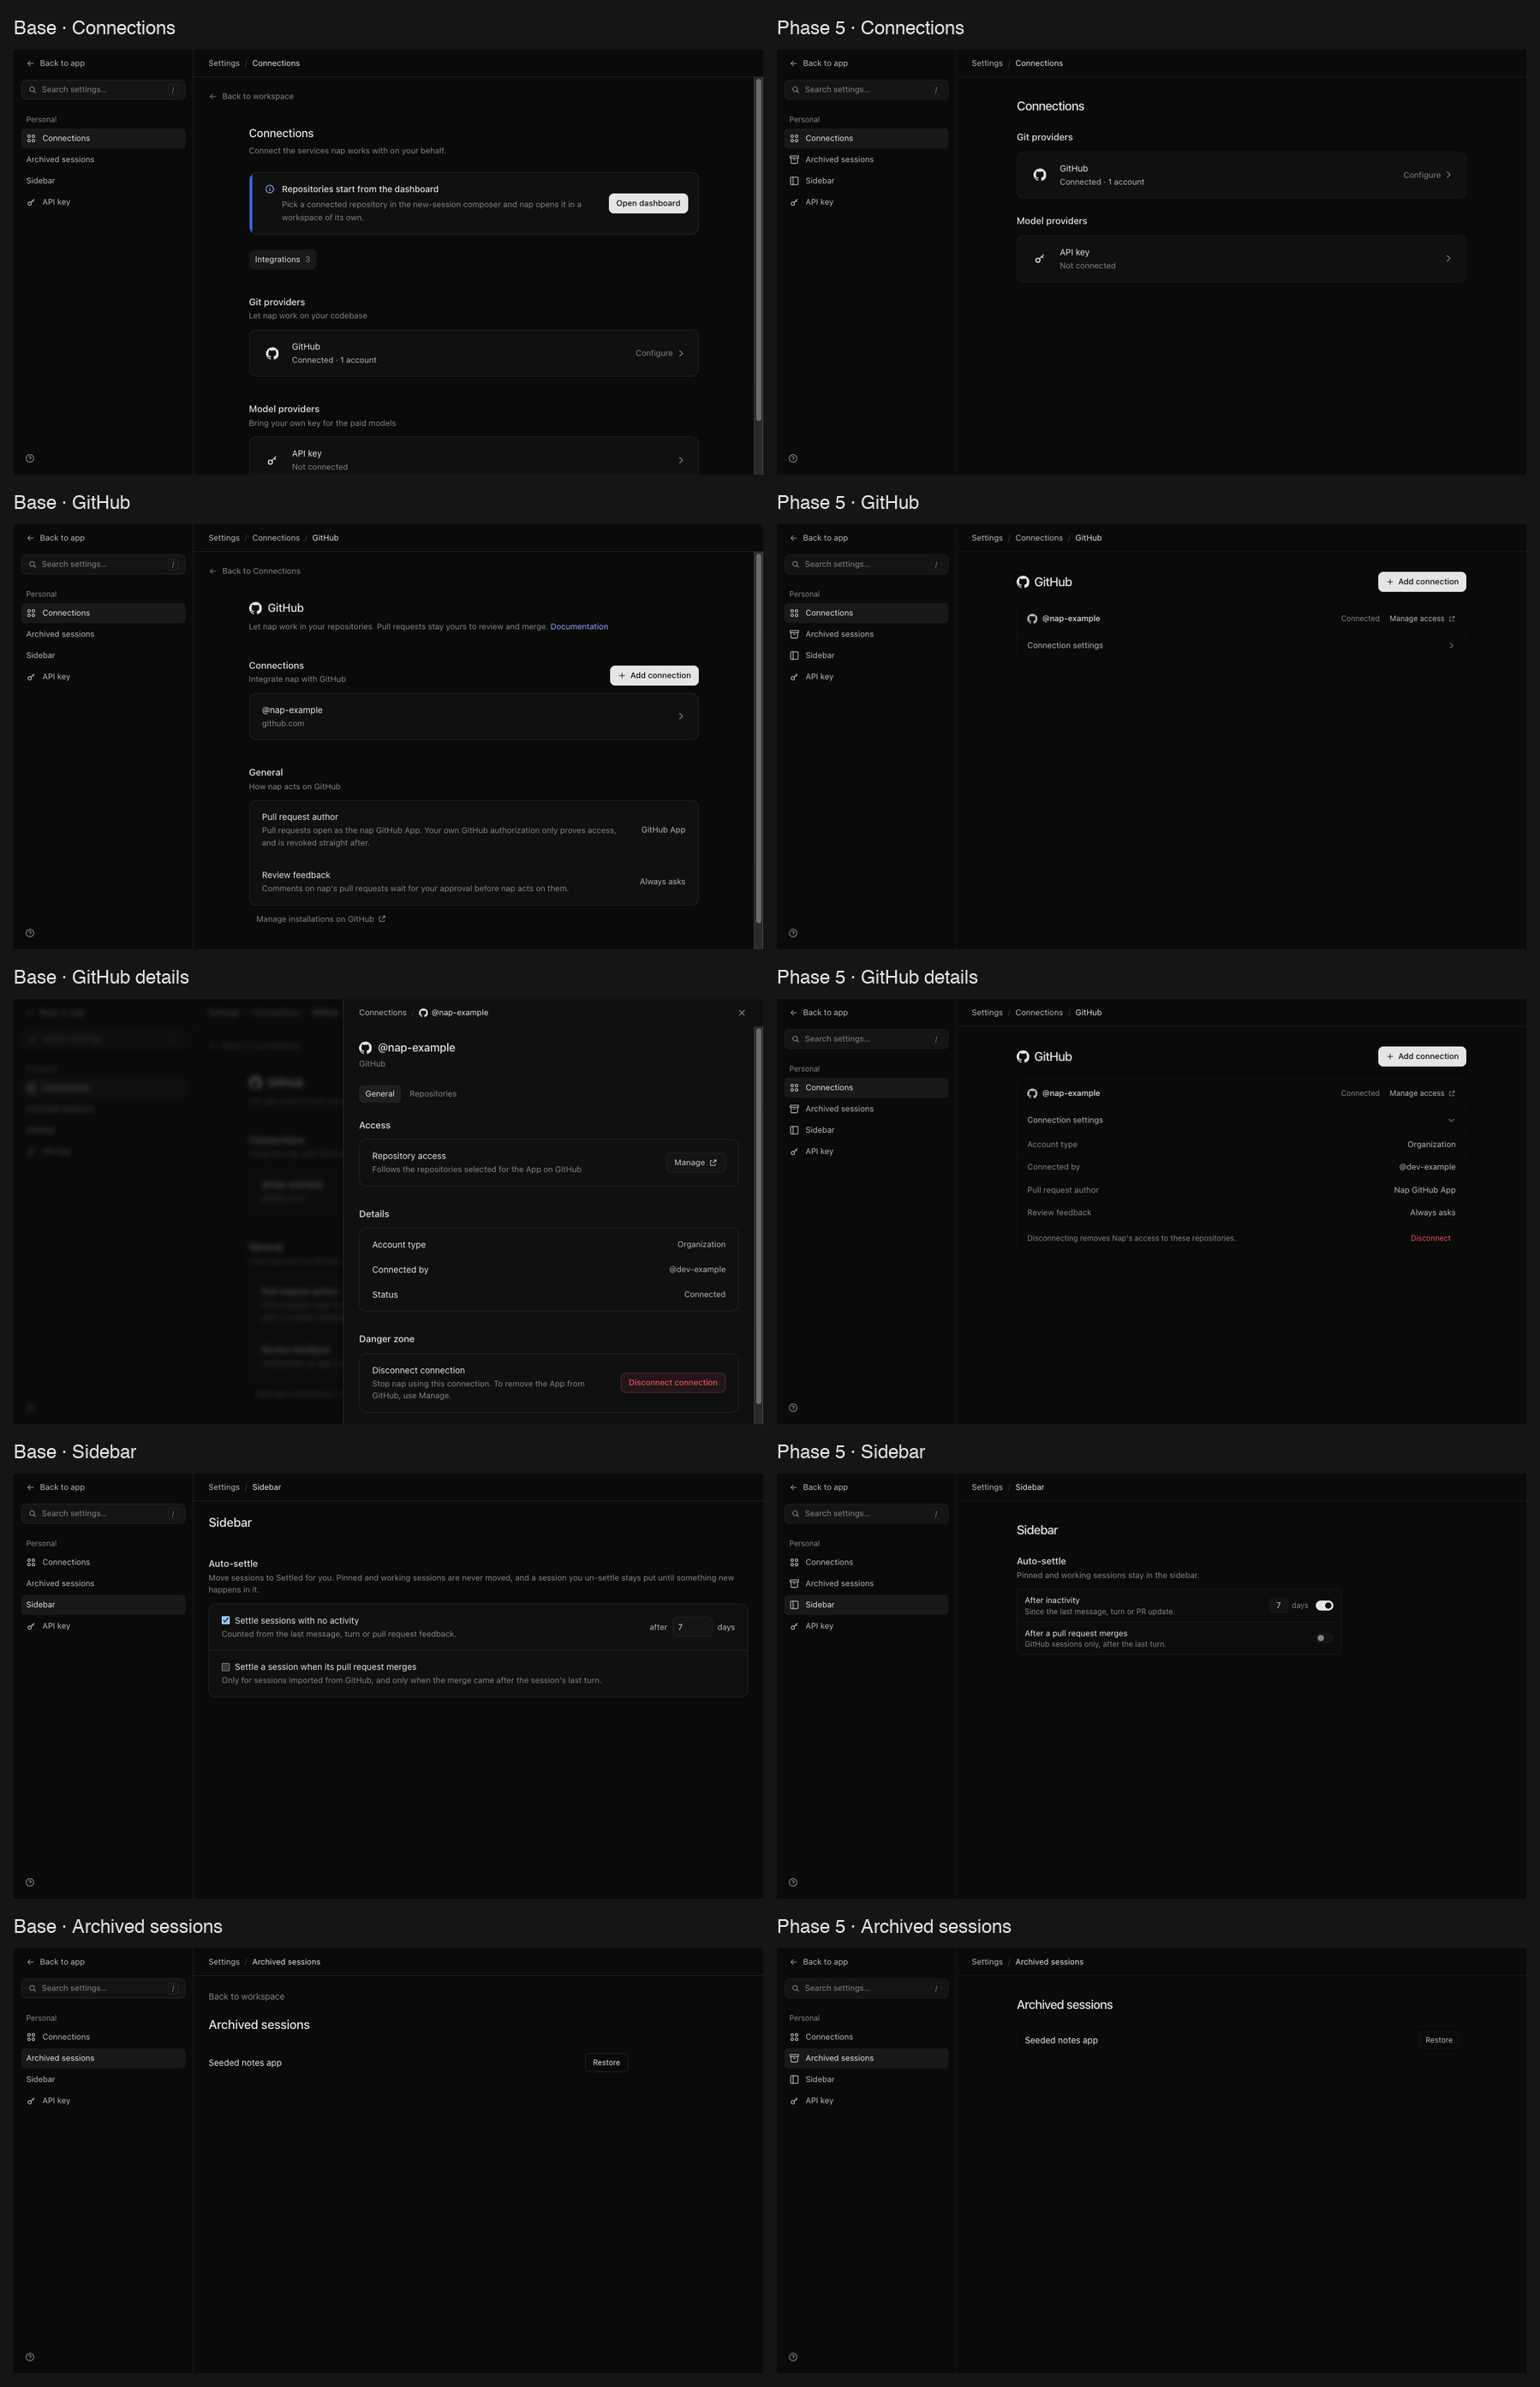 Base · Connections
Back to app
Search settings...
/
Personal
Connections
Archived sessions
Sidebar
API key
Settings / Connections
Back to workspace
Connections
Connect the services nap works with on your behalf.
Repositories start from the dashboard
Pick a connected repository in the new-session composer and nap opens it in a
workspace of its own.
Open dashboard
Integrations 3
Git providers
Let nap work on your codebase
GitHub
Connected · 1 account
Configure
Model providers
Bring your own key for the paid models
API key
Not connected
Phase 5 · Connections
Back to app
Search settings...
/
Personal
Connections
Archived sessions
Sidebar
API key
Settings / Connections
Connections
Git providers
GitHub
Connected · 1 account
Configure
Model providers
API key
Not connected
Base · GitHub
Back to app
Search settings...
/
Personal
Connections
Archived sessions
Sidebar
API key
Settings / Connections / GitHub
Back to Connections
GitHub
Let nap work in your repositories. Pull requests stay yours to review and merge. Documentation
Connections
Integrate nap with GitHub
Add connection
@nap-example
github.com
General
How nap acts on GitHub
Pull request author
Pull requests open as the nap GitHub App. Your own GitHub authorization only proves access,
and is revoked straight after.
GitHub App
Review feedback
Comments on nap's pull requests wait for your approval before nap acts on them.
Always asks
Manage installations on GitHub
Phase 5 · GitHub
Back to app
Search settings...
/
Personal
Connections
Archived sessions
Sidebar
API key
Settings / Connections / GitHub
GitHub
Add connection
@nap-example
Connected
Manage access
Connection settings
Base · GitHub details
Connections / @nap-example
@nap-example
GitHub
General
Repositories
Access
Repository access
Follows the repositories selected for the App on GitHub
Manage
Details
Account type
Organization
Connected by
@dev-example
Status
Connected
Danger zone
Disconnect connection
Stop nap using this connection. To remove the App from
GitHub, use Manage.
Disconnect connection
Phase 5 · GitHub details
Back to app
Search settings...
/
Personal
Connections
Archived sessions
Sidebar
API key
Settings / Connections / GitHub
GitHub
Add connection
@nap-example
Connected
Manage access
Connection settings
Account type
Organization
Connected by
@dev-example
Pull request author
Nap GitHub App
Review feedback
Always asks
Disconnecting removes Nap's access to these repositories.
Disconnect
Base · Sidebar
Back to app
Search settings...
/
Personal
Connections
Archived sessions
Sidebar
API key
Settings / Sidebar
Sidebar
Auto-settle
Move sessions to Settled for you. Pinned and working sessions are never moved, and a session you un-settle stays put until something new
happens in it.
Settle sessions with no activity
Counted from the last message, turn or pull request feedback.
after 7 days
Settle a session when its pull request merges
Only for sessions imported from GitHub, and only when the merge came after the session's last turn.
Phase 5 · Sidebar
Back to app
Search settings...
/
Personal
Connections
Archived sessions
Sidebar
API key
Settings / Sidebar
Sidebar
Auto-settle
Pinned and working sessions stay in the sidebar.
After inactivity
Since the last message, turn or PR update.
7 days
After a pull request merges
GitHub sessions only, after the last turn.
Base · Archived sessions
Back to app
Search settings...
/
Personal
Connections
Archived sessions
Sidebar
API key
Settings / Archived sessions
Back to workspace
Archived sessions
Seeded notes app
Restore
Phase 5 · Archived sessions
Back to app
Search settings...
/
Personal
Connections
Archived sessions
Sidebar
API key
Settings / Archived sessions
Archived sessions
Seeded notes app
Restore